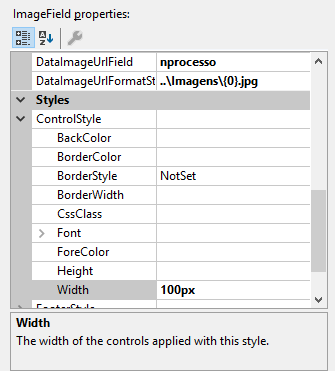 ImageField properties:
DataImageUrlField nprocesso
DataImageUrlFormatSt ..\Imagens\{0}.jpg
Styles
ControlStyle
BackColor
BorderColor
BorderStyle NotSet
BorderWidth
CssClass
Font
ForeColor
Height
Width 100px
FooterStyle
Width
The width of the controls applied with this style.